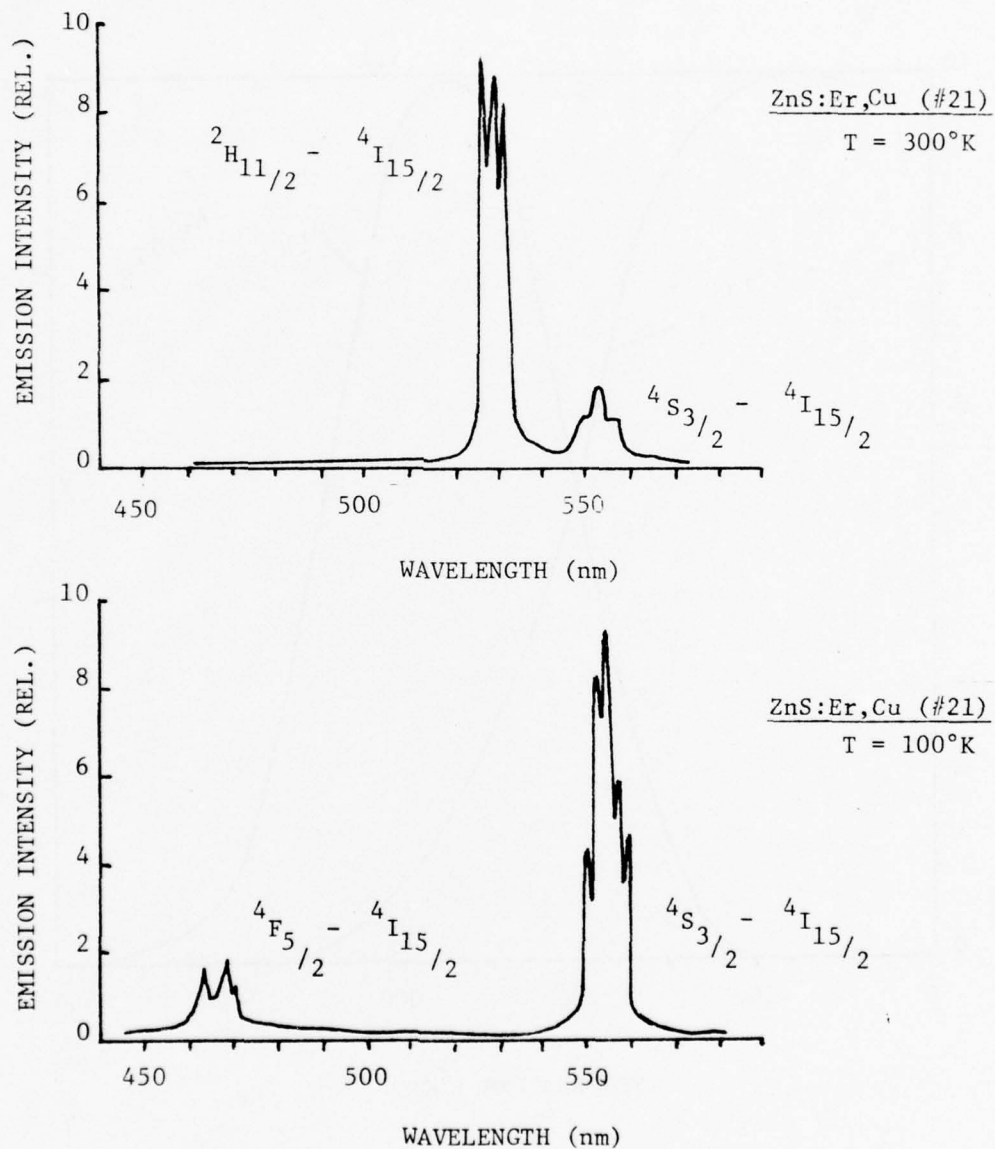 EMISSION INTENSITY (REL.)
10
8
6
4
2
0
²H₁₁/₂ - ⁴I₁₅/₂
ZnS:Er,Cu (#21)
T = 300°K
⁴S₃/₂ - ⁴I₁₅/₂
450 500 550
WAVELENGTH (nm)
EMISSION INTENSITY (REL.)
10
8
6
4
2
0
ZnS:Er,Cu (#21)
T = 100°K
⁴F₅/₂ - ⁴I₁₅/₂
⁴S₃/₂ - ⁴I₁₅/₂
450 500 550
WAVELENGTH (nm)